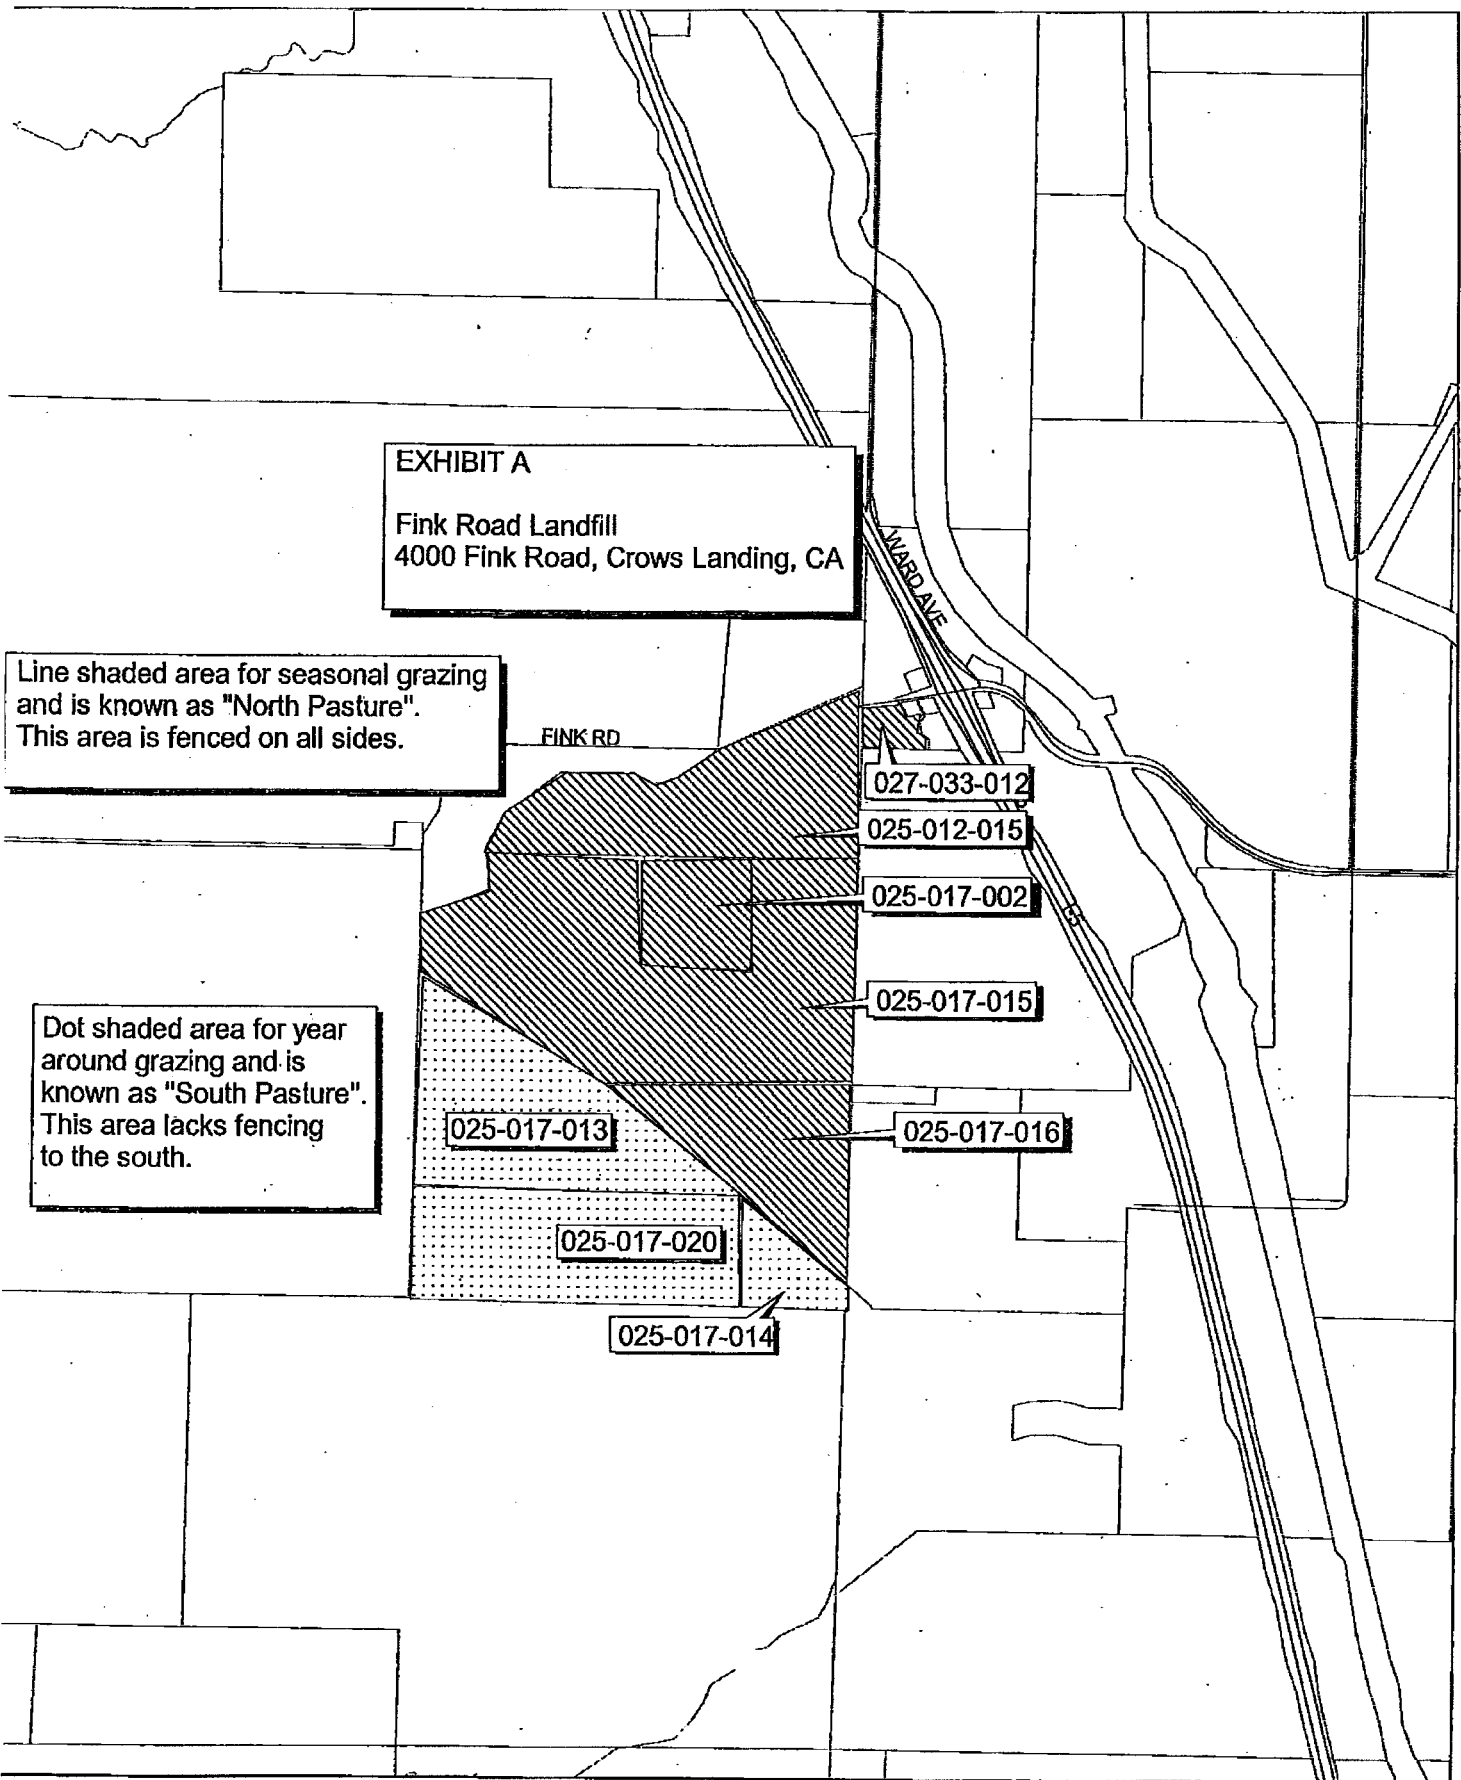 EXHIBIT A
Fink Road Landfill
4000 Fink Road, Crows Landing, CA
WARD AVE
Line shaded area for seasonal grazing
and is known as "North Pasture".
This area is fenced on all sides.
FINK RD
027-033-012
025-012-015
025-017-002
I-5
025-017-015
Dot shaded area for year
around grazing and is
known as "South Pasture".
This area lacks fencing
to the south.
025-017-013
025-017-016
025-017-020
025-017-014